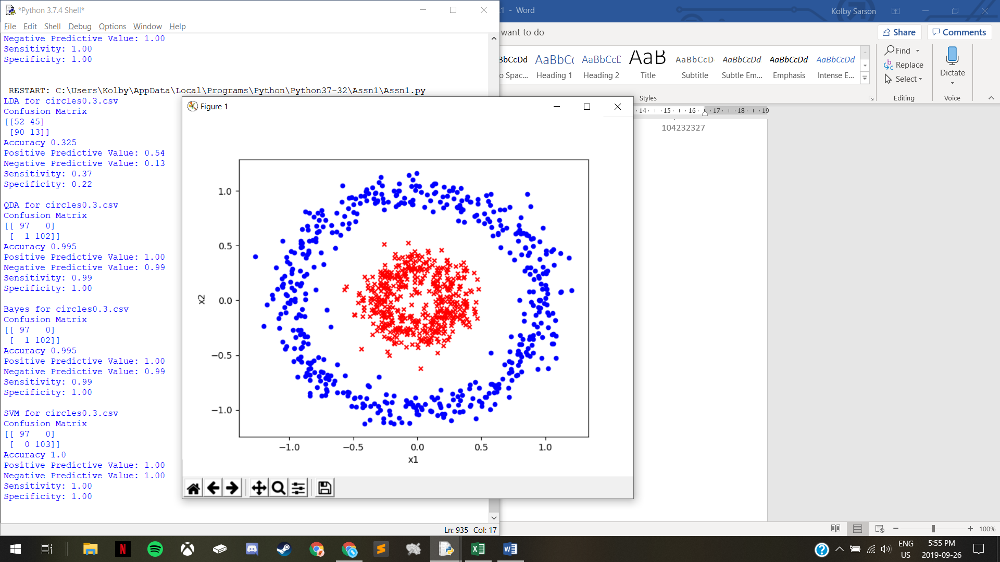 *Python 3.7.4 Shell*
File Edit Shell Debug Options Window Help
Negative Predictive Value: 1.00
Sensitivity: 1.00
Specificity: 1.00
RESTART: C:\Users\Kolby\AppData\Local\Programs\Python\Python37-32\Assn1\Assn1.py
LDA for circles0.3.csv
Confusion Matrix
[[52 45]
[90 13]]
Accuracy 0.325
Positive Predictive Value: 0.54
Negative Predictive Value: 0.13
Sensitivity: 0.37
Specificity: 0.22
QDA for circles0.3.csv
Confusion Matrix
[[ 97   0]
[  1 102]]
Accuracy 0.995
Positive Predictive Value: 1.00
Negative Predictive Value: 0.99
Sensitivity: 0.99
Specificity: 1.00
Bayes for circles0.3.csv
Confusion Matrix
[[ 97   0]
[  1 102]]
Accuracy 0.995
Positive Predictive Value: 1.00
Negative Predictive Value: 0.99
Sensitivity: 0.99
Specificity: 1.00
SVM for circles0.3.csv
Confusion Matrix
[[ 97   0]
[  0 103]]
Accuracy 1.0
Positive Predictive Value: 1.00
Negative Predictive Value: 1.00
Sensitivity: 1.00
Specificity: 1.00
Ln: 935 Col: 17
Figure 1
1.0
0.5
0.0
−0.5
−1.0
x2
−1.0 −0.5 0.0 0.5 1.0
x1
1 - Word
Kolby Sarson
want to do
Share
Comments
bCcDd AaBbCc AaBbCcE AaB AaBbCcD AaBbCcDd AaBbCcDd AaBbCcDd
o Spac... Heading 1 Heading 2 Title Subtitle Subtle Em... Emphasis Intense E...
Styles
Find
Replace
Select
Editing
Dictate
Voice
14 15 16 17 18 19
104232327
100%
ENG
US
5:55 PM
2019-09-26